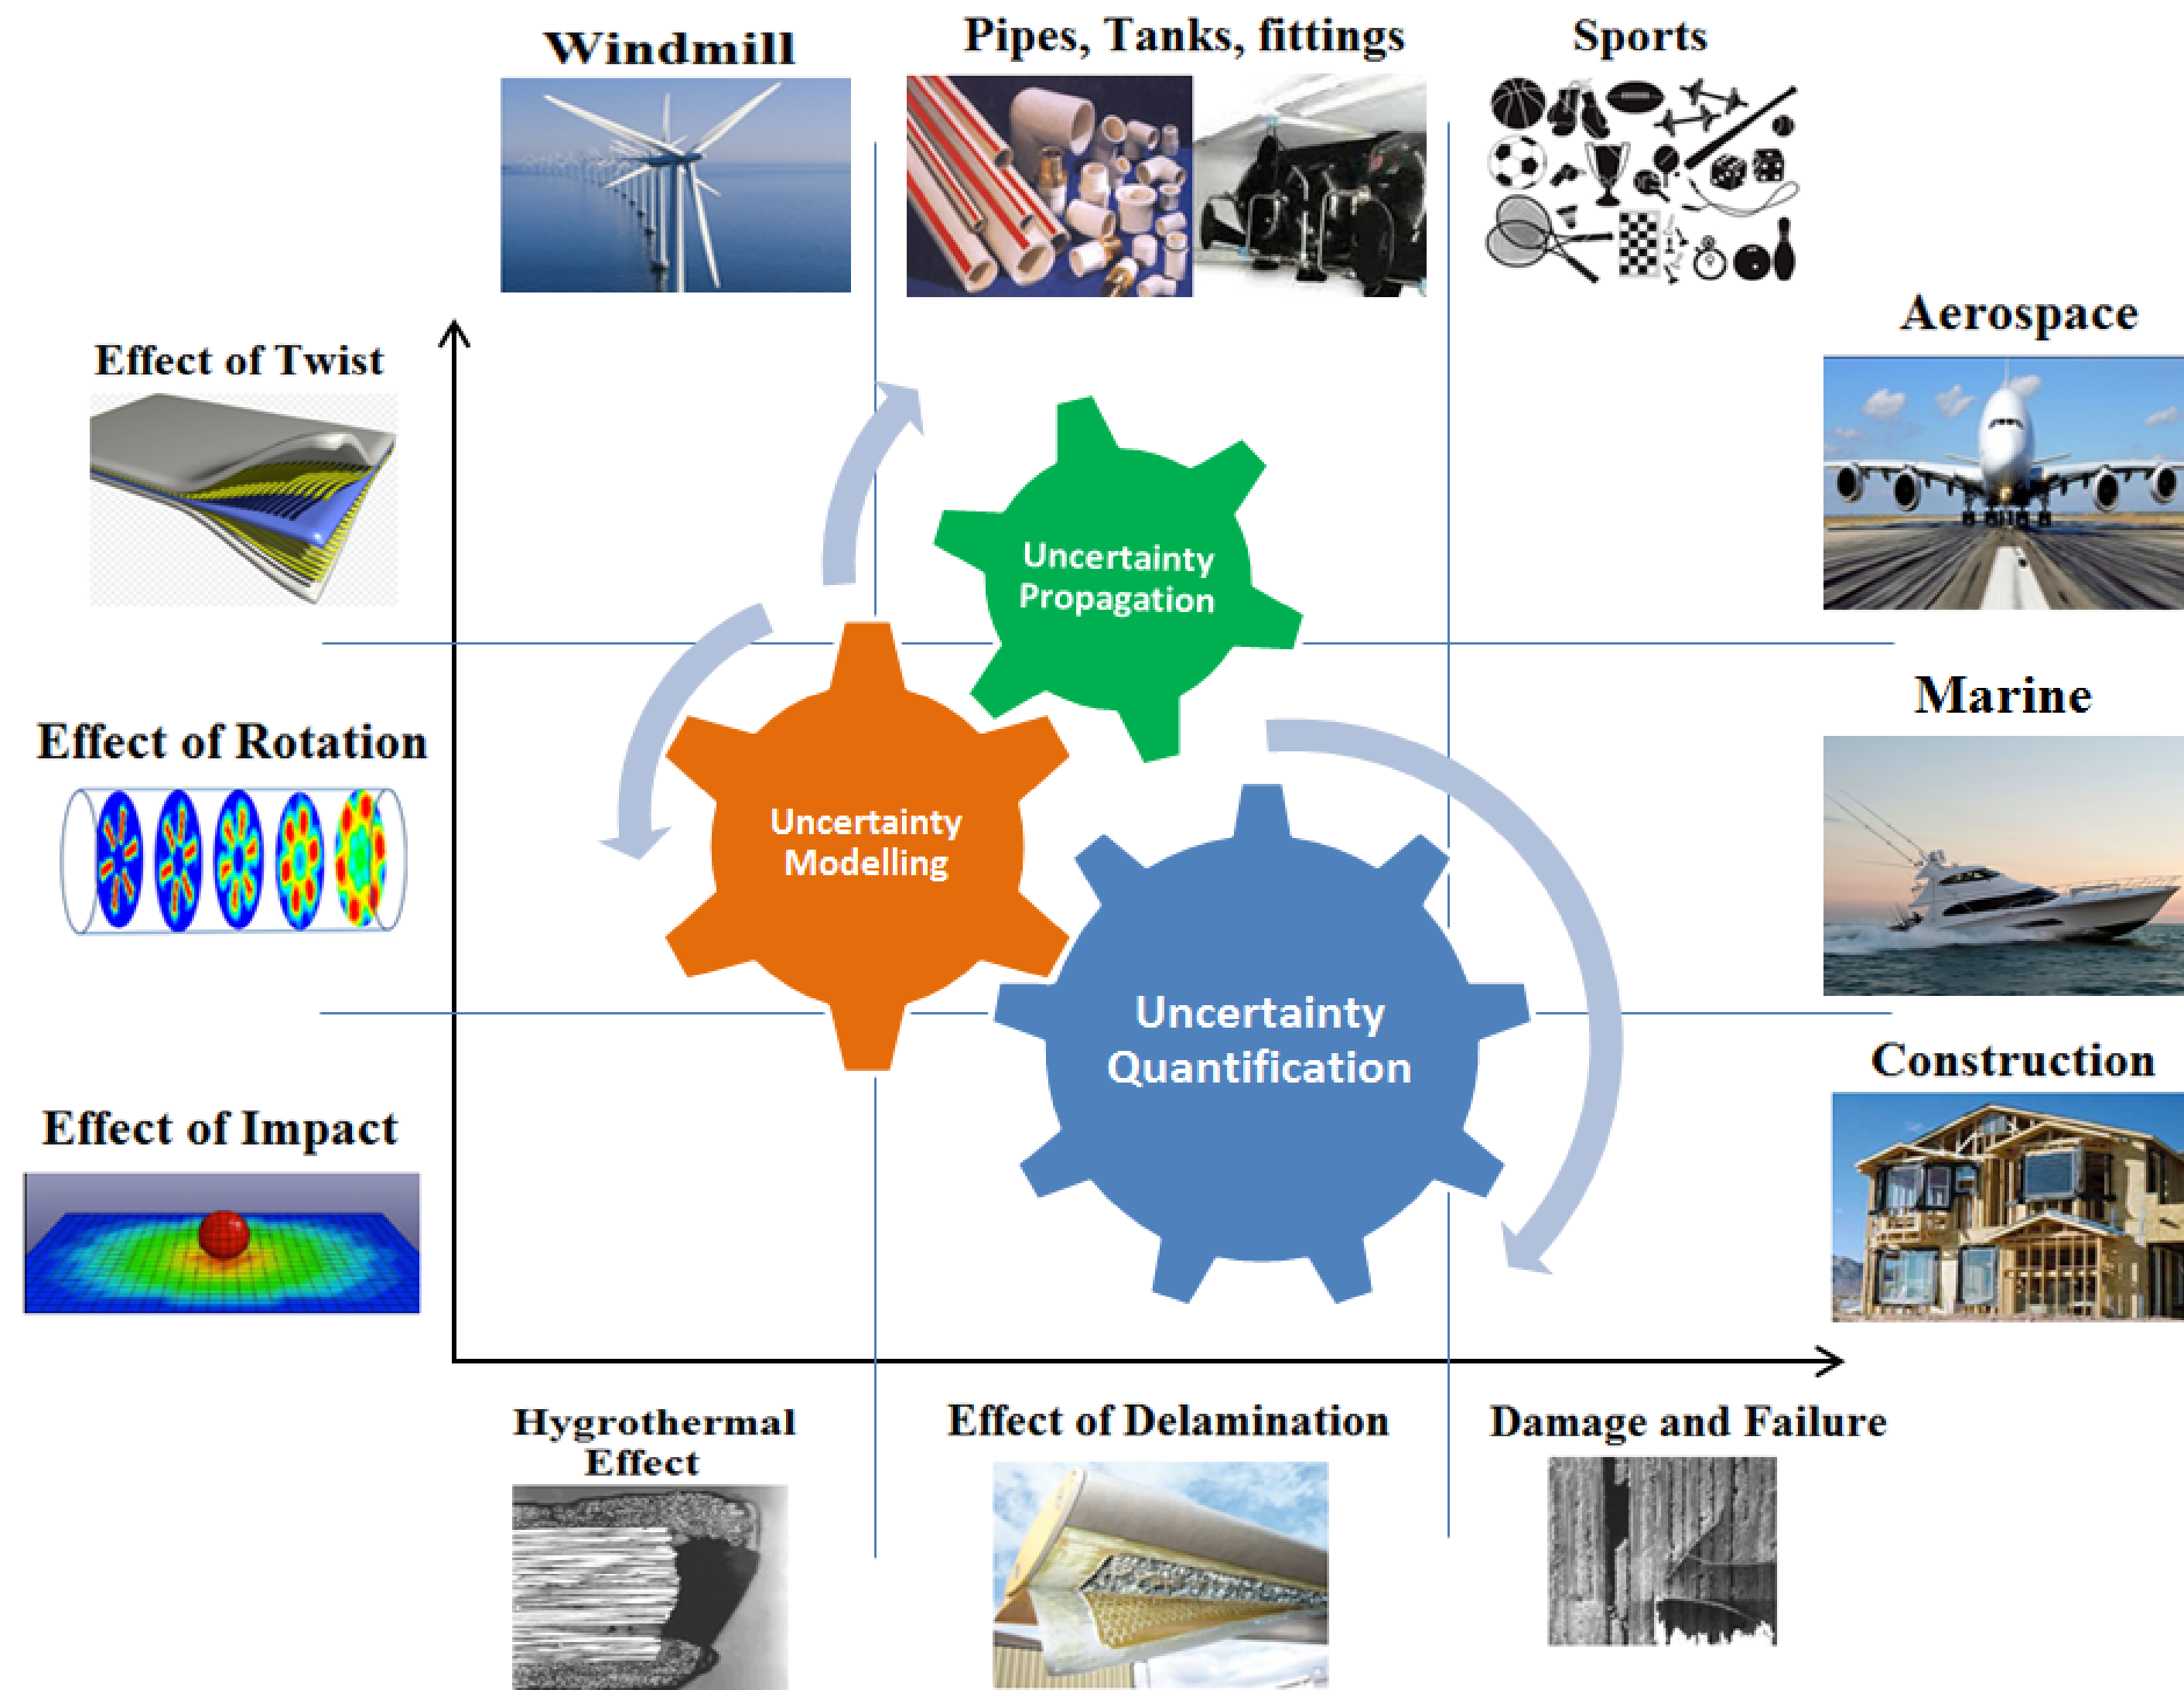 Windmill
Pipes, Tanks, fittings
Sports
Aerospace
Effect of Twist
Uncertainty
Propagation
Marine
Effect of Rotation
Uncertainty
Modelling
Uncertainty
Quantification
Construction
Effect of Impact
Hygrothermal
Effect
Effect of Delamination
Damage and Failure